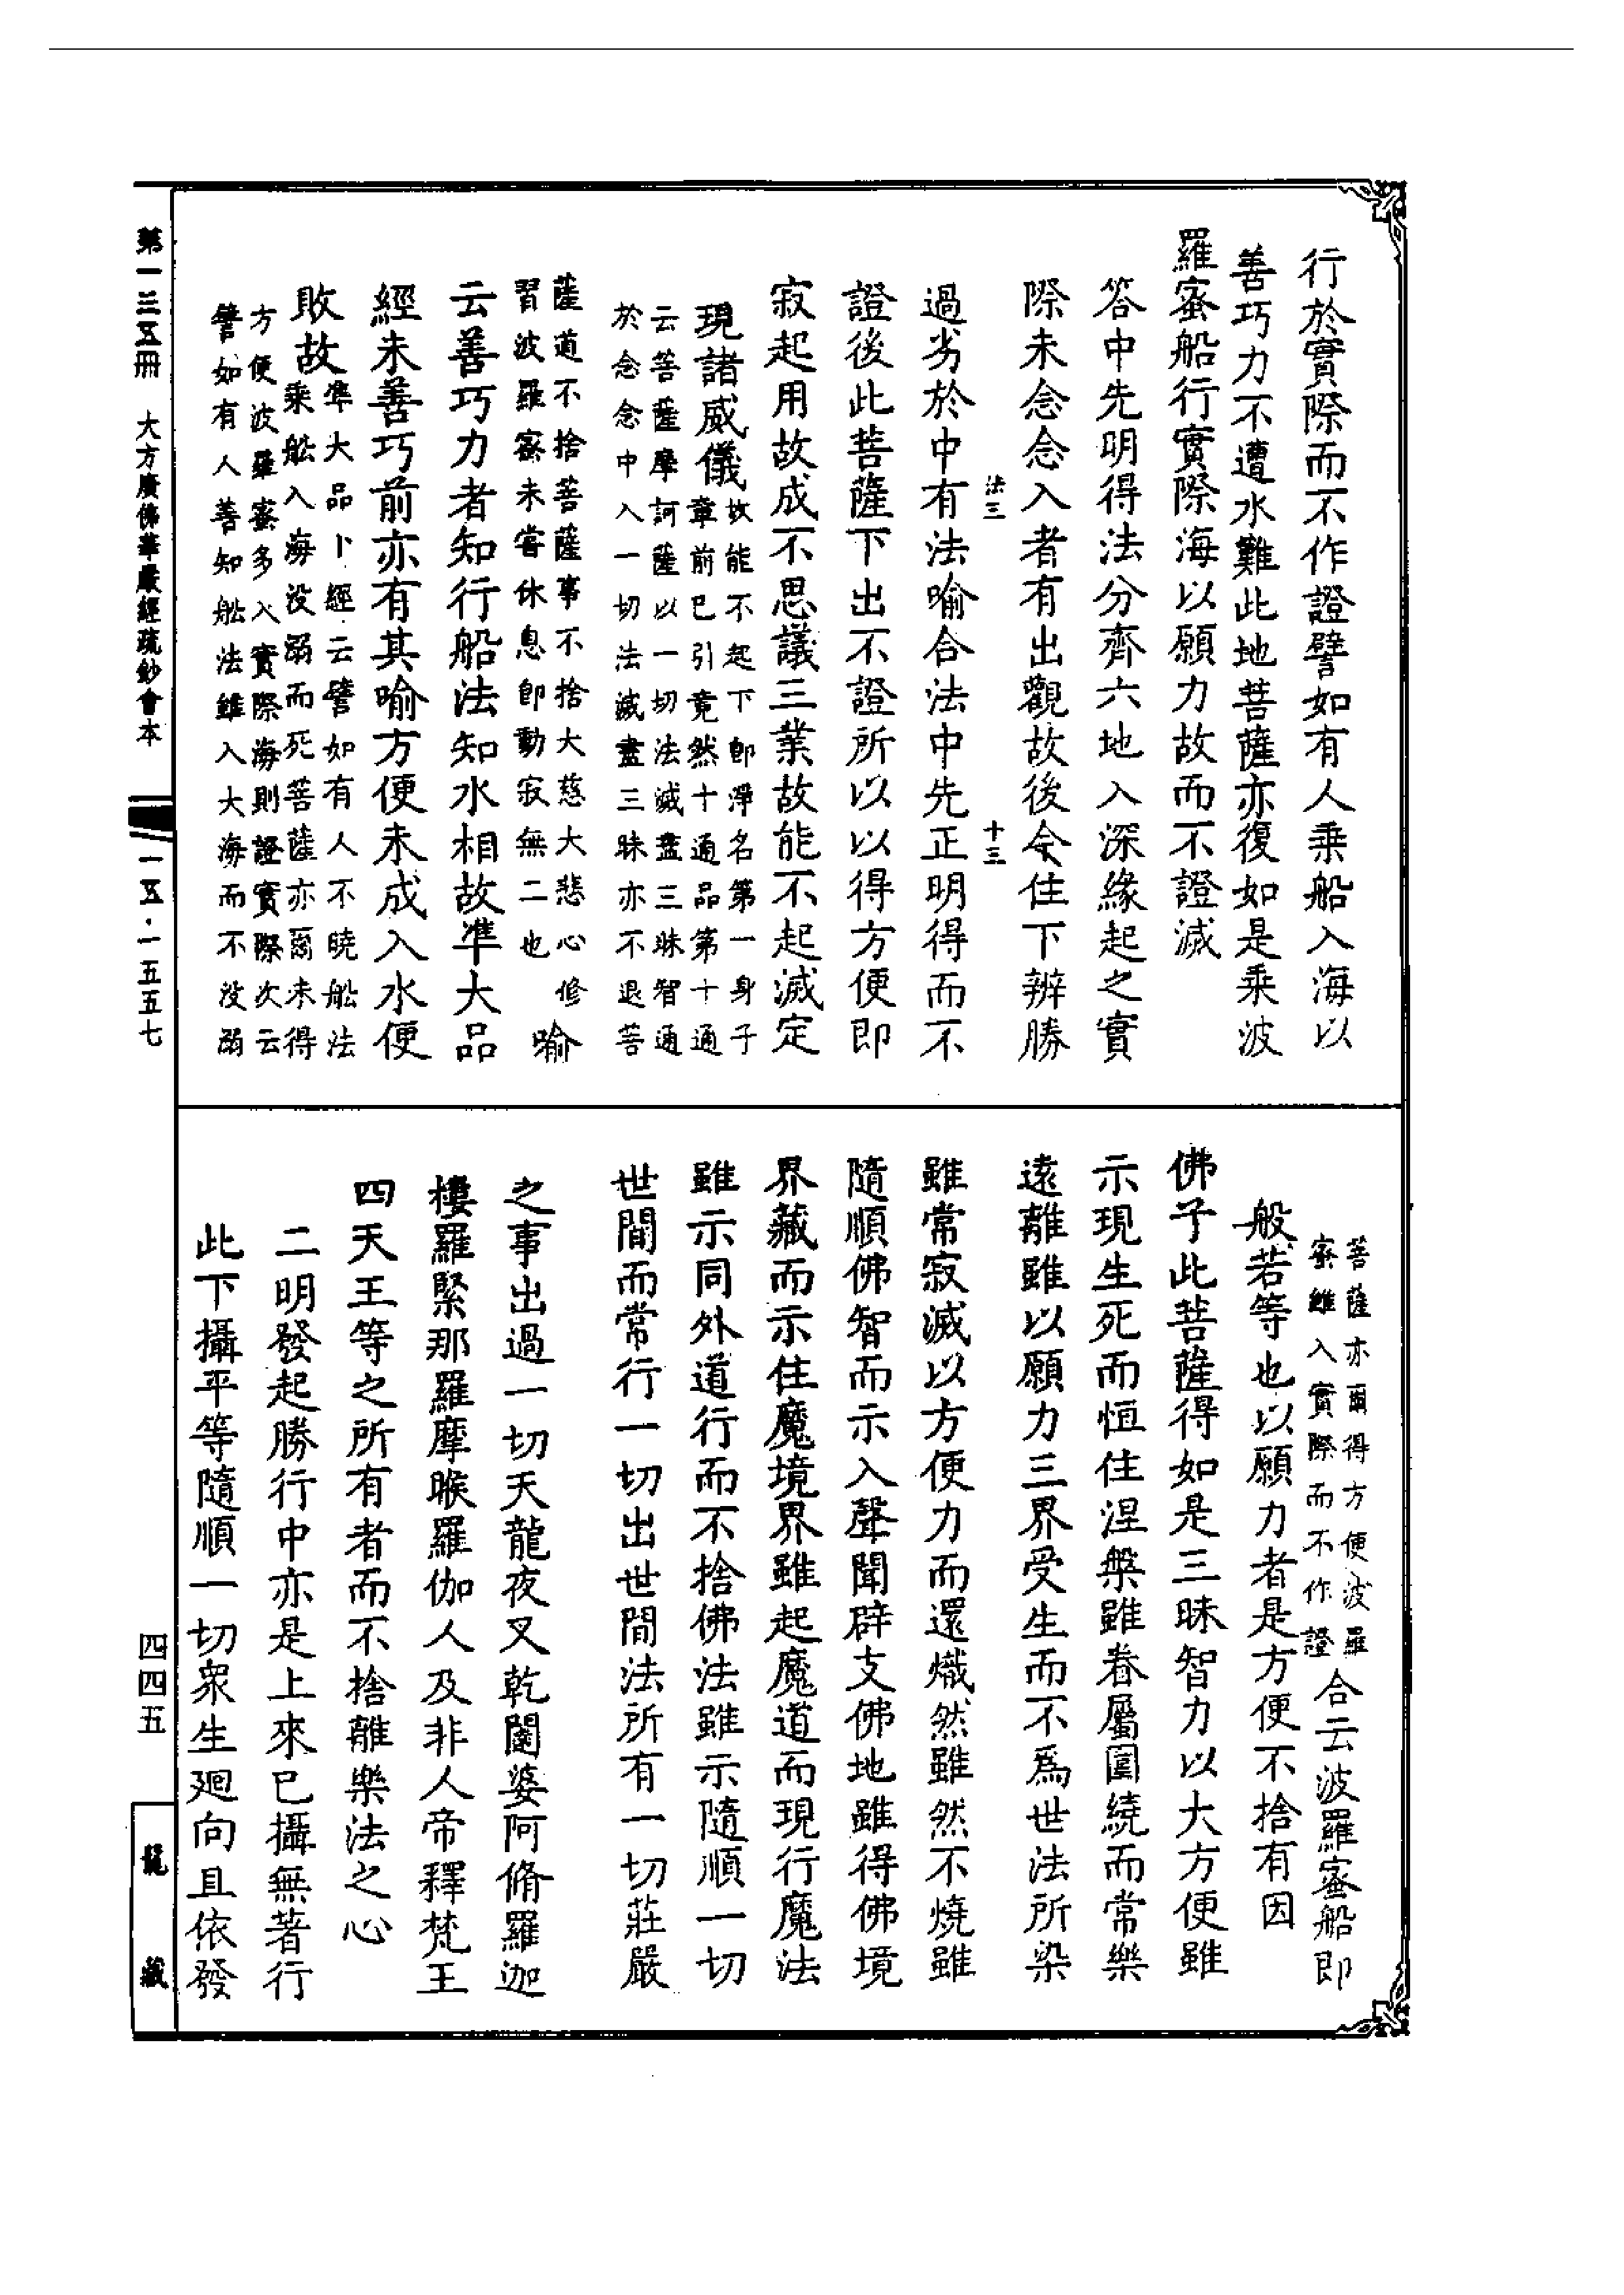 行於實際而不作證譬如有人乘船入海以
善巧力不遭水難此地菩薩亦復如是乘波
羅蜜船行實際海以願力故而不證滅
答中先明得法分齊六地入深緣起之實
際未念念入者有出觀故後令住下辨勝
法三 十三
過劣於中有法喻合法中先正明得而不
證後此菩薩下出不證所以以得方便即
寂起用故成不思議三業故能不起滅定
現諸威儀故能不起下即淨名第一身子
章前已引竟然十通品第十通
云菩薩摩訶薩以一切法滅盡三昧智通
於念念中入一切法滅盡三昧亦不退菩
薩道不捨菩薩事不捨大慈大悲心修
習波羅蜜未嘗休息即動寂無二也喻
云善巧力者知行船法知水相故準大品
經未善巧前亦有其喻方便未成入水便
敗故準大品卜經云譬如有人不曉船法
乘船入海沒溺而死菩薩亦爾未得
方便波羅蜜多入實際海則證實際次云
譬如有人善知船法雖入大海而不沒溺
菩薩亦爾得方便波羅
蜜雖入實際而不作證合云波羅蜜船即
般若等也以願力者是方便不捨有因
佛子此菩薩得如是三昧智力以大方便雖
示現生死而恒住涅槃雖眷屬圍繞而常樂
遠離雖以願力三界受生而不為世法所染
雖常寂滅以方便力而還熾然雖然不燒雖
隨順佛智而示入聲聞辟支佛地雖得佛境
界藏而示住魔境界雖起魔道而現行魔法
雖示同外道行而不捨佛法雖示隨順一切
世間而常行一切出世間法所有一切莊嚴
之事出過一切天龍夜叉乾闥婆阿脩羅迦
樓羅緊那羅摩睺羅伽人及非人帝釋梵王
四天王等之所有者而不捨離樂法之心
二明發起勝行中亦是上來已攝無著行
此下攝平等隨順一切衆生迴向且依發
第一三五冊 大方廣佛華嚴經疏鈔會本 一五·一五五七
四四五
龍藏